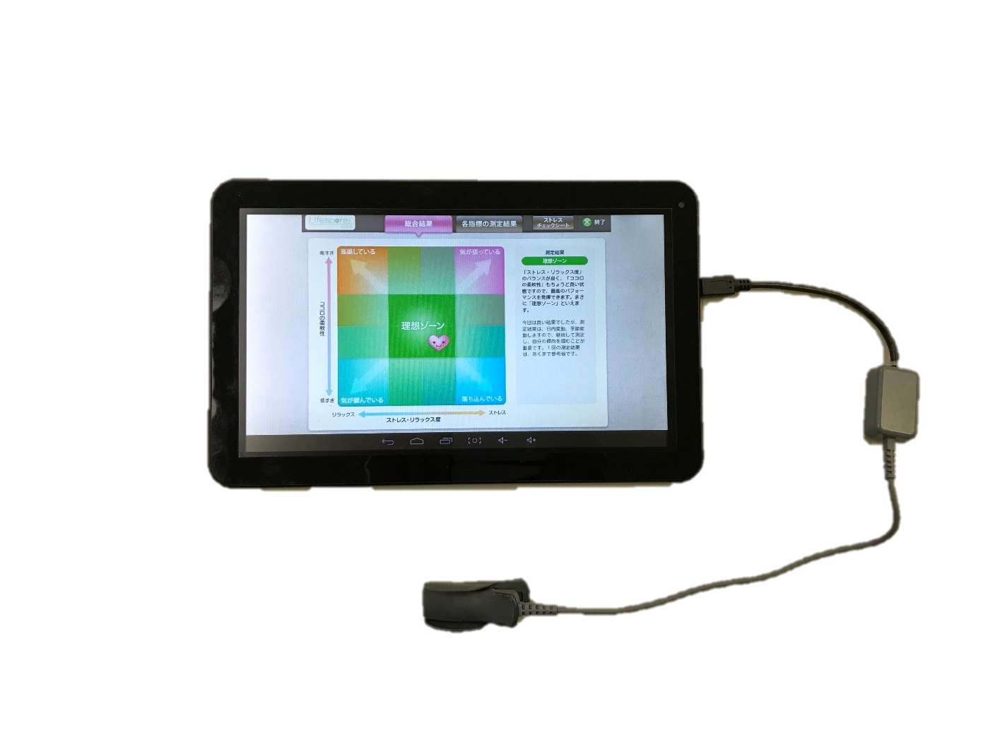 Lifescore
総合結果
各指標の測定結果
ストレス
チェックシート
終了
高すぎ
ココロの柔軟性
低すぎ
高揚している
気が張っている
理想ゾーン
気が緩んでいる
落ち込んでいる
リラックス
ストレス
ストレス・リラックス度
測定結果
理想ゾーン
「ストレス・リラックス度」
のバランスが良く、「ココロ
の柔軟性」もちょうど良い状
態ですので、最高のパフォー
マンスを発揮できます。まさ
に「理想ゾーン」といえま
す。
今回は良い結果でしたが、測
定結果は、日内変動、季節変
動しますので、継続して測定
し、自分の傾向を掴むことが
重要です。1回の測定結果
は、あくまで参考値です。